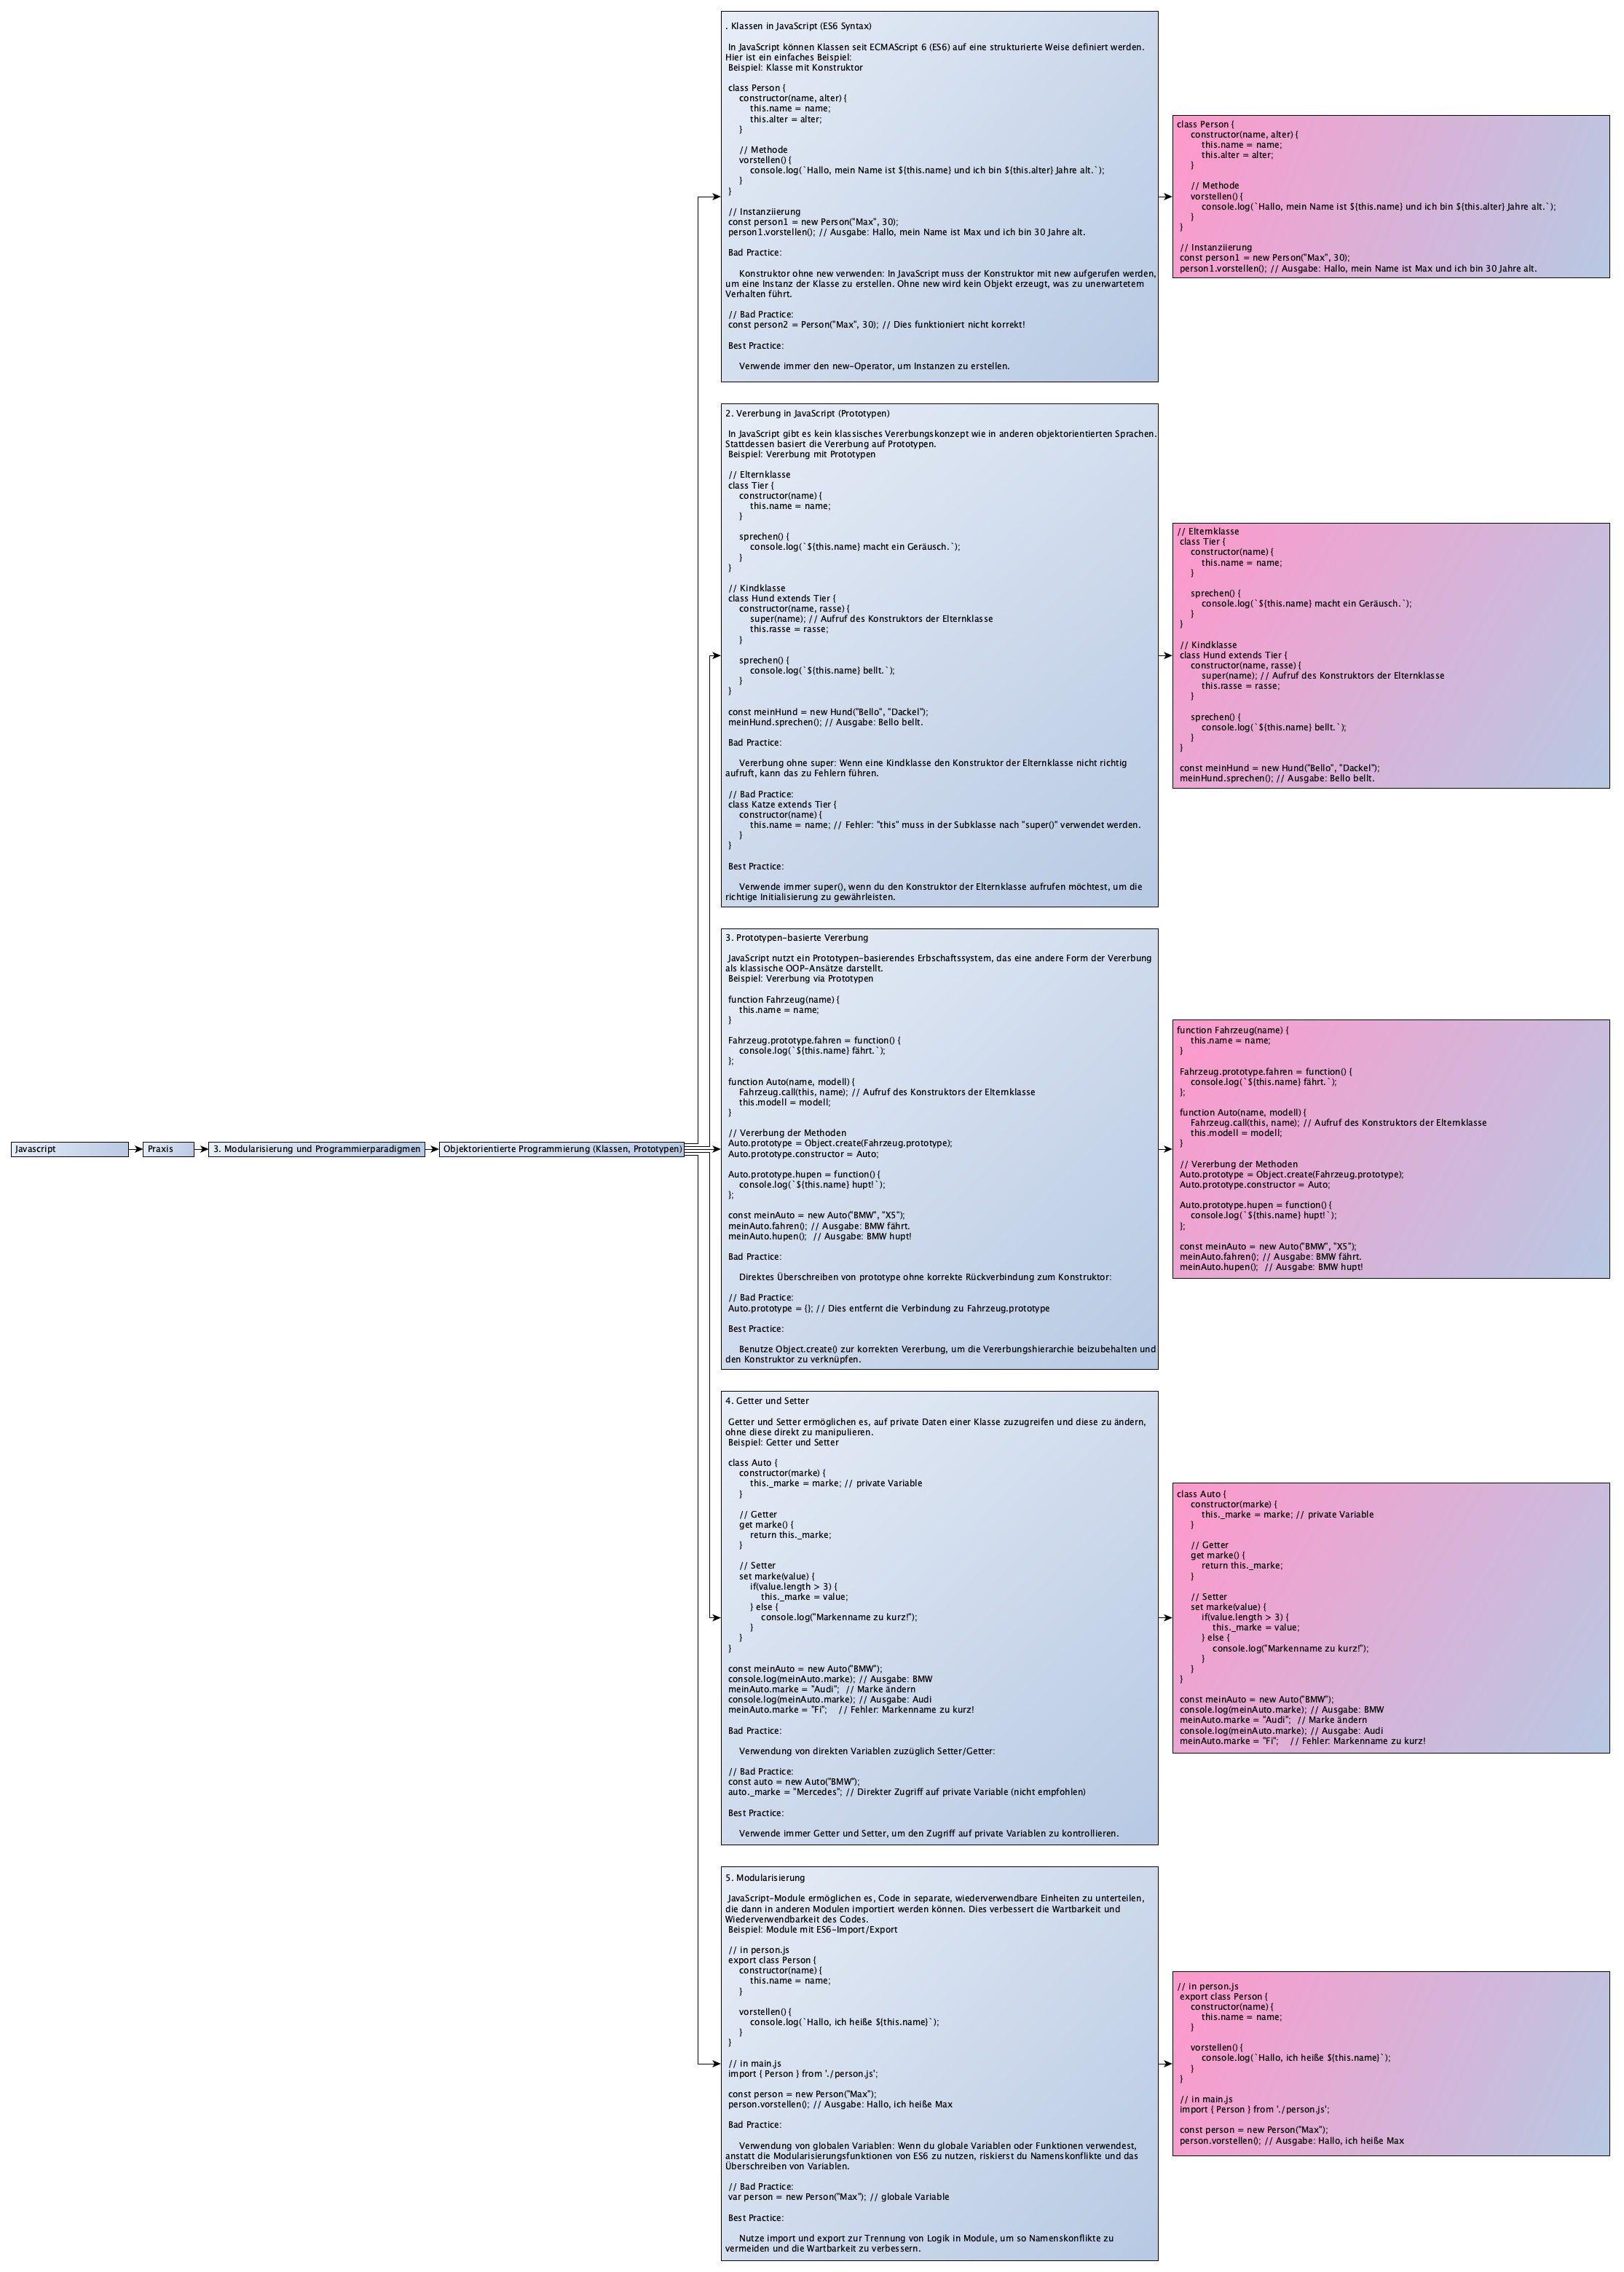 Javascript
Praxis
3. Modularisierung und Programmierparadigmen
Objektorientierte Programmierung (Klassen, Prototypen)
. Klassen in JavaScript (ES6 Syntax)
In JavaScript können Klassen seit ECMAScript 6 (ES6) auf eine strukturierte Weise definiert werden.
Hier ist ein einfaches Beispiel:
Beispiel: Klasse mit Konstruktor
class Person {
constructor(name, alter) {
this.name = name;
this.alter = alter;
}
// Methode
vorstellen() {
console.log(`Hallo, mein Name ist ${this.name} und ich bin ${this.alter} Jahre alt.`);
}
}
// Instanziierung
const person1 = new Person("Max", 30);
person1.vorstellen(); // Ausgabe: Hallo, mein Name ist Max und ich bin 30 Jahre alt.
Bad Practice:
Konstruktor ohne new verwenden: In JavaScript muss der Konstruktor mit new aufgerufen werden,
um eine Instanz der Klasse zu erstellen. Ohne new wird kein Objekt erzeugt, was zu unerwartetem
Verhalten führt.
// Bad Practice:
const person2 = Person("Max", 30); // Dies funktioniert nicht korrekt!
Best Practice:
Verwende immer den new-Operator, um Instanzen zu erstellen.
class Person {
constructor(name, alter) {
this.name = name;
this.alter = alter;
}
// Methode
vorstellen() {
console.log(`Hallo, mein Name ist ${this.name} und ich bin ${this.alter} Jahre alt.`);
}
}
// Instanziierung
const person1 = new Person("Max", 30);
person1.vorstellen(); // Ausgabe: Hallo, mein Name ist Max und ich bin 30 Jahre alt.
2. Vererbung in JavaScript (Prototypen)
In JavaScript gibt es kein klassisches Vererbungskonzept wie in anderen objektorientierten Sprachen.
Stattdessen basiert die Vererbung auf Prototypen.
Beispiel: Vererbung mit Prototypen
// Elternklasse
class Tier {
constructor(name) {
this.name = name;
}
sprechen() {
console.log(`${this.name} macht ein Geräusch.`);
}
}
// Kindklasse
class Hund extends Tier {
constructor(name, rasse) {
super(name); // Aufruf des Konstruktors der Elternklasse
this.rasse = rasse;
}
sprechen() {
console.log(`${this.name} bellt.`);
}
}
const meinHund = new Hund("Bello", "Dackel");
meinHund.sprechen(); // Ausgabe: Bello bellt.
Bad Practice:
Vererbung ohne super: Wenn eine Kindklasse den Konstruktor der Elternklasse nicht richtig
aufruft, kann das zu Fehlern führen.
// Bad Practice:
class Katze extends Tier {
constructor(name) {
this.name = name; // Fehler: "this" muss in der Subklasse nach "super()" verwendet werden.
}
}
Best Practice:
Verwende immer super(), wenn du den Konstruktor der Elternklasse aufrufen möchtest, um die
richtige Initialisierung zu gewährleisten.
// Elternklasse
class Tier {
constructor(name) {
this.name = name;
}
sprechen() {
console.log(`${this.name} macht ein Geräusch.`);
}
}
// Kindklasse
class Hund extends Tier {
constructor(name, rasse) {
super(name); // Aufruf des Konstruktors der Elternklasse
this.rasse = rasse;
}
sprechen() {
console.log(`${this.name} bellt.`);
}
}
const meinHund = new Hund("Bello", "Dackel");
meinHund.sprechen(); // Ausgabe: Bello bellt.
3. Prototypen-basierte Vererbung
JavaScript nutzt ein Prototypen-basierendes Erbschaftssystem, das eine andere Form der Vererbung
als klassische OOP-Ansätze darstellt.
Beispiel: Vererbung via Prototypen
function Fahrzeug(name) {
this.name = name;
}
Fahrzeug.prototype.fahren = function() {
console.log(`${this.name} fährt.`);
};
function Auto(name, modell) {
Fahrzeug.call(this, name); // Aufruf des Konstruktors der Elternklasse
this.modell = modell;
}
// Vererbung der Methoden
Auto.prototype = Object.create(Fahrzeug.prototype);
Auto.prototype.constructor = Auto;
Auto.prototype.hupen = function() {
console.log(`${this.name} hupt!`);
};
const meinAuto = new Auto("BMW", "X5");
meinAuto.fahren(); // Ausgabe: BMW fährt.
meinAuto.hupen();  // Ausgabe: BMW hupt!
Bad Practice:
Direktes Überschreiben von prototype ohne korrekte Rückverbindung zum Konstruktor:
// Bad Practice:
Auto.prototype = {}; // Dies entfernt die Verbindung zu Fahrzeug.prototype
Best Practice:
Benutze Object.create() zur korrekten Vererbung, um die Vererbungshierarchie beizubehalten und
den Konstruktor zu verknüpfen.
function Fahrzeug(name) {
this.name = name;
}
Fahrzeug.prototype.fahren = function() {
console.log(`${this.name} fährt.`);
};
function Auto(name, modell) {
Fahrzeug.call(this, name); // Aufruf des Konstruktors der Elternklasse
this.modell = modell;
}
// Vererbung der Methoden
Auto.prototype = Object.create(Fahrzeug.prototype);
Auto.prototype.constructor = Auto;
Auto.prototype.hupen = function() {
console.log(`${this.name} hupt!`);
};
const meinAuto = new Auto("BMW", "X5");
meinAuto.fahren(); // Ausgabe: BMW fährt.
meinAuto.hupen();  // Ausgabe: BMW hupt!
4. Getter und Setter
Getter und Setter ermöglichen es, auf private Daten einer Klasse zuzugreifen und diese zu ändern,
ohne diese direkt zu manipulieren.
Beispiel: Getter und Setter
class Auto {
constructor(marke) {
this._marke = marke; // private Variable
}
// Getter
get marke() {
return this._marke;
}
// Setter
set marke(value) {
if(value.length > 3) {
this._marke = value;
} else {
console.log("Markenname zu kurz!");
}
}
}
const meinAuto = new Auto("BMW");
console.log(meinAuto.marke); // Ausgabe: BMW
meinAuto.marke = "Audi";  // Marke ändern
console.log(meinAuto.marke); // Ausgabe: Audi
meinAuto.marke = "Fi";    // Fehler: Markenname zu kurz!
Bad Practice:
Verwendung von direkten Variablen zuzüglich Setter/Getter:
// Bad Practice:
const auto = new Auto("BMW");
auto._marke = "Mercedes"; // Direkter Zugriff auf private Variable (nicht empfohlen)
Best Practice:
Verwende immer Getter und Setter, um den Zugriff auf private Variablen zu kontrollieren.
class Auto {
constructor(marke) {
this._marke = marke; // private Variable
}
// Getter
get marke() {
return this._marke;
}
// Setter
set marke(value) {
if(value.length > 3) {
this._marke = value;
} else {
console.log("Markenname zu kurz!");
}
}
}
const meinAuto = new Auto("BMW");
console.log(meinAuto.marke); // Ausgabe: BMW
meinAuto.marke = "Audi";  // Marke ändern
console.log(meinAuto.marke); // Ausgabe: Audi
meinAuto.marke = "Fi";    // Fehler: Markenname zu kurz!
5. Modularisierung
JavaScript-Module ermöglichen es, Code in separate, wiederverwendbare Einheiten zu unterteilen,
die dann in anderen Modulen importiert werden können. Dies verbessert die Wartbarkeit und
Wiederverwendbarkeit des Codes.
Beispiel: Module mit ES6-Import/Export
// in person.js
export class Person {
constructor(name) {
this.name = name;
}
vorstellen() {
console.log(`Hallo, ich heiße ${this.name}`);
}
}
// in main.js
import { Person } from './person.js';
const person = new Person("Max");
person.vorstellen(); // Ausgabe: Hallo, ich heiße Max
Bad Practice:
Verwendung von globalen Variablen: Wenn du globale Variablen oder Funktionen verwendest,
anstatt die Modularisierungsfunktionen von ES6 zu nutzen, riskierst du Namenskonflikte und das
Überschreiben von Variablen.
// Bad Practice:
var person = new Person("Max"); // globale Variable
Best Practice:
Nutze import und export zur Trennung von Logik in Module, um so Namenskonflikte zu
vermeiden und die Wartbarkeit zu verbessern.
// in person.js
export class Person {
constructor(name) {
this.name = name;
}
vorstellen() {
console.log(`Hallo, ich heiße ${this.name}`);
}
}
// in main.js
import { Person } from './person.js';
const person = new Person("Max");
person.vorstellen(); // Ausgabe: Hallo, ich heiße Max